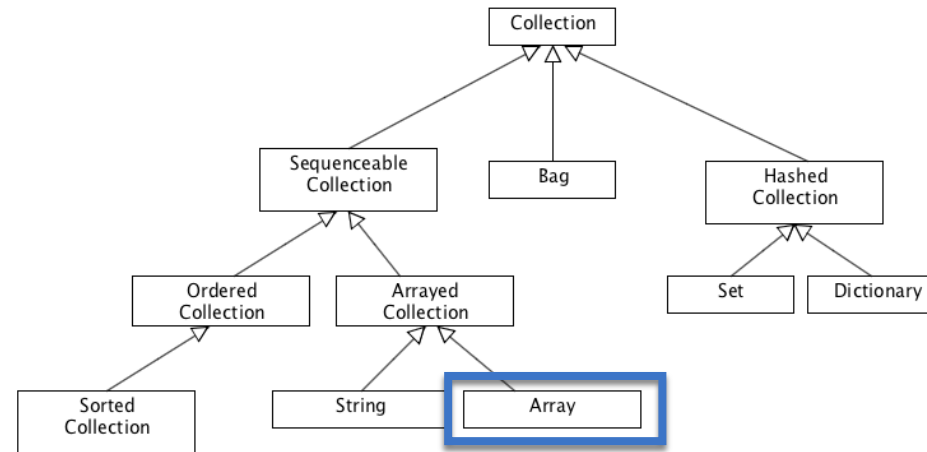 Collection
Sequenceable
Collection
Bag
Hashed
Collection
Ordered
Collection
Arrayed
Collection
Set
Dictionary
Sorted
Collection
String
Array